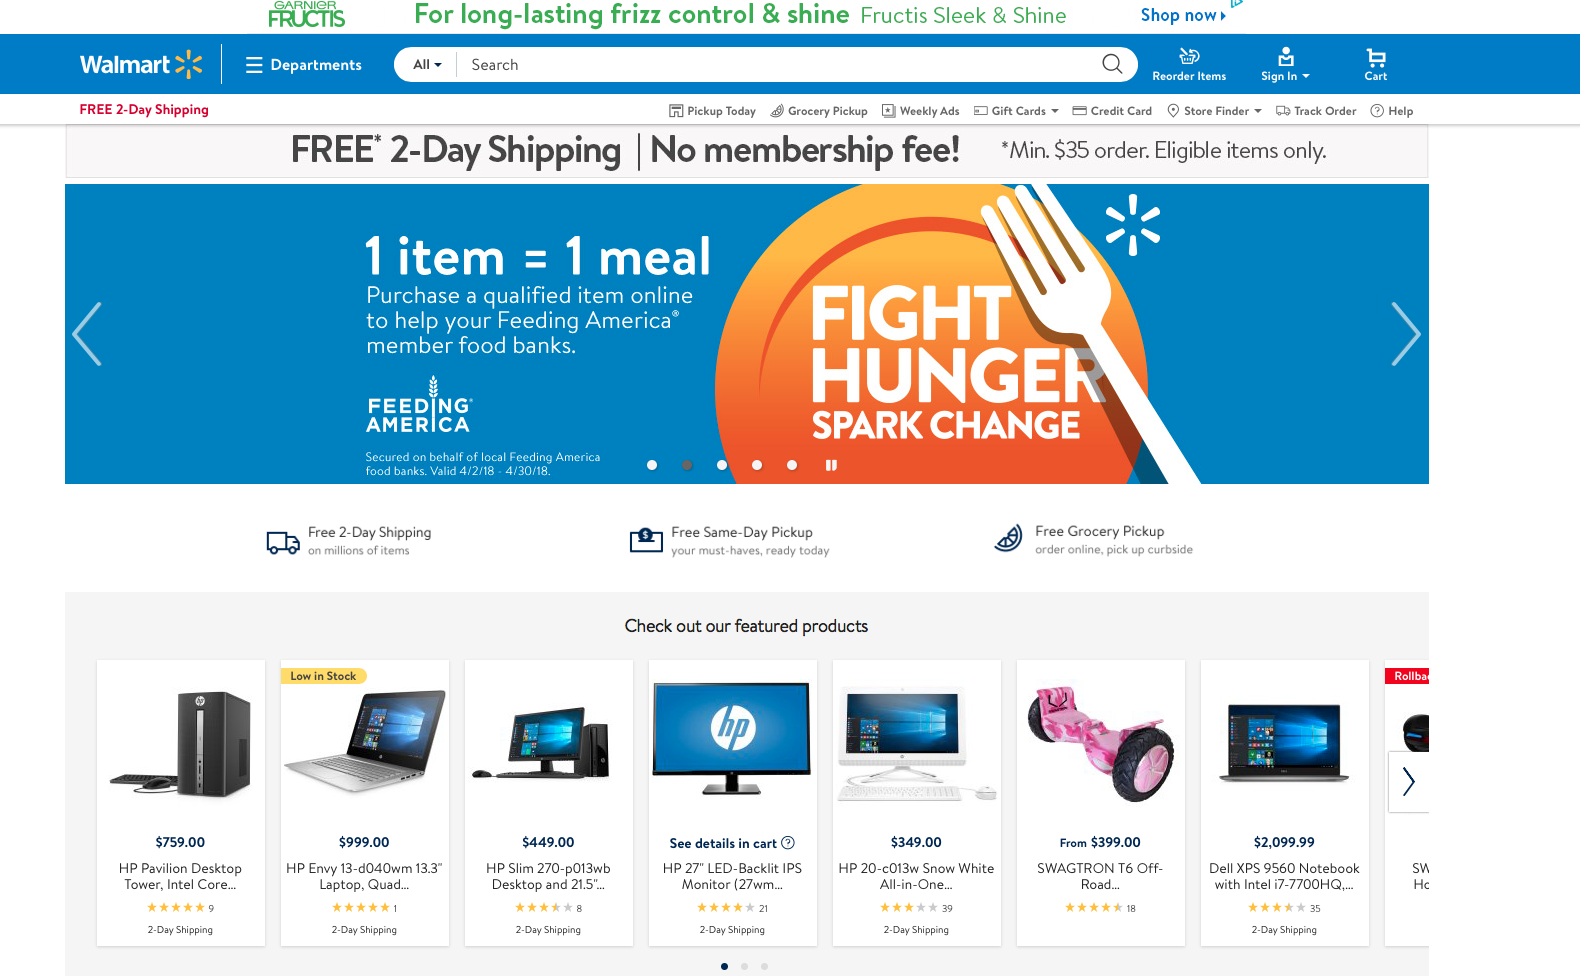 GARNIER
FRUCTIS
For long-lasting frizz control & shine Fructis Sleek & Shine
Shop now
Walmart
Departments
All
Search
Reorder Items
Sign In
Cart
FREE 2-Day Shipping
Pickup Today
Grocery Pickup
Weekly Ads
Gift Cards
Credit Card
Store Finder
Track Order
Help
FREE* 2-Day Shipping | No membership fee! *Min. $35 order. Eligible items only.
1 item = 1 meal
Purchase a qualified item online
to help your Feeding America®
member food banks.
FEEDING
AMERICA
Secured on behalf of local Feeding America
food banks. Valid 4/2/18 - 4/30/18.
FIGHT
HUNGER
SPARK CHANGE
Free 2-Day Shipping
on millions of items
Free Same-Day Pickup
your must-haves, ready today
Free Grocery Pickup
order online, pick up curbside
Check out our featured products
$759.00
HP Pavilion Desktop
Tower, Intel Core...
9
2-Day Shipping
Low in Stock
$999.00
HP Envy 13-d040wm 13.3"
Laptop, Quad...
1
2-Day Shipping
$449.00
HP Slim 270-p013wb
Desktop and 21.5"...
8
2-Day Shipping
hp
See details in cart
HP 27" LED-Backlit IPS
Monitor (27wm...
21
2-Day Shipping
$349.00
HP 20-c013w Snow White
All-in-One...
39
2-Day Shipping
From $399.00
SWAGTRON T6 Off-
Road...
18
$2,099.99
Dell XPS 9560 Notebook
with Intel i7-7700HQ,...
35
2-Day Shipping
Rollba
SW
Ho